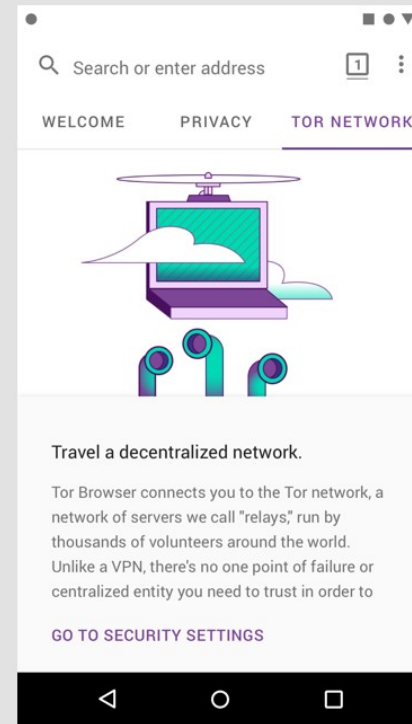 Search or enter address
1
WELCOME PRIVACY TOR NETWORK
Travel a decentralized network.
Tor Browser connects you to the Tor network, a
network of servers we call "relays," run by
thousands of volunteers around the world.
Unlike a VPN, there's no one point of failure or
centralized entity you need to trust in order to
GO TO SECURITY SETTINGS